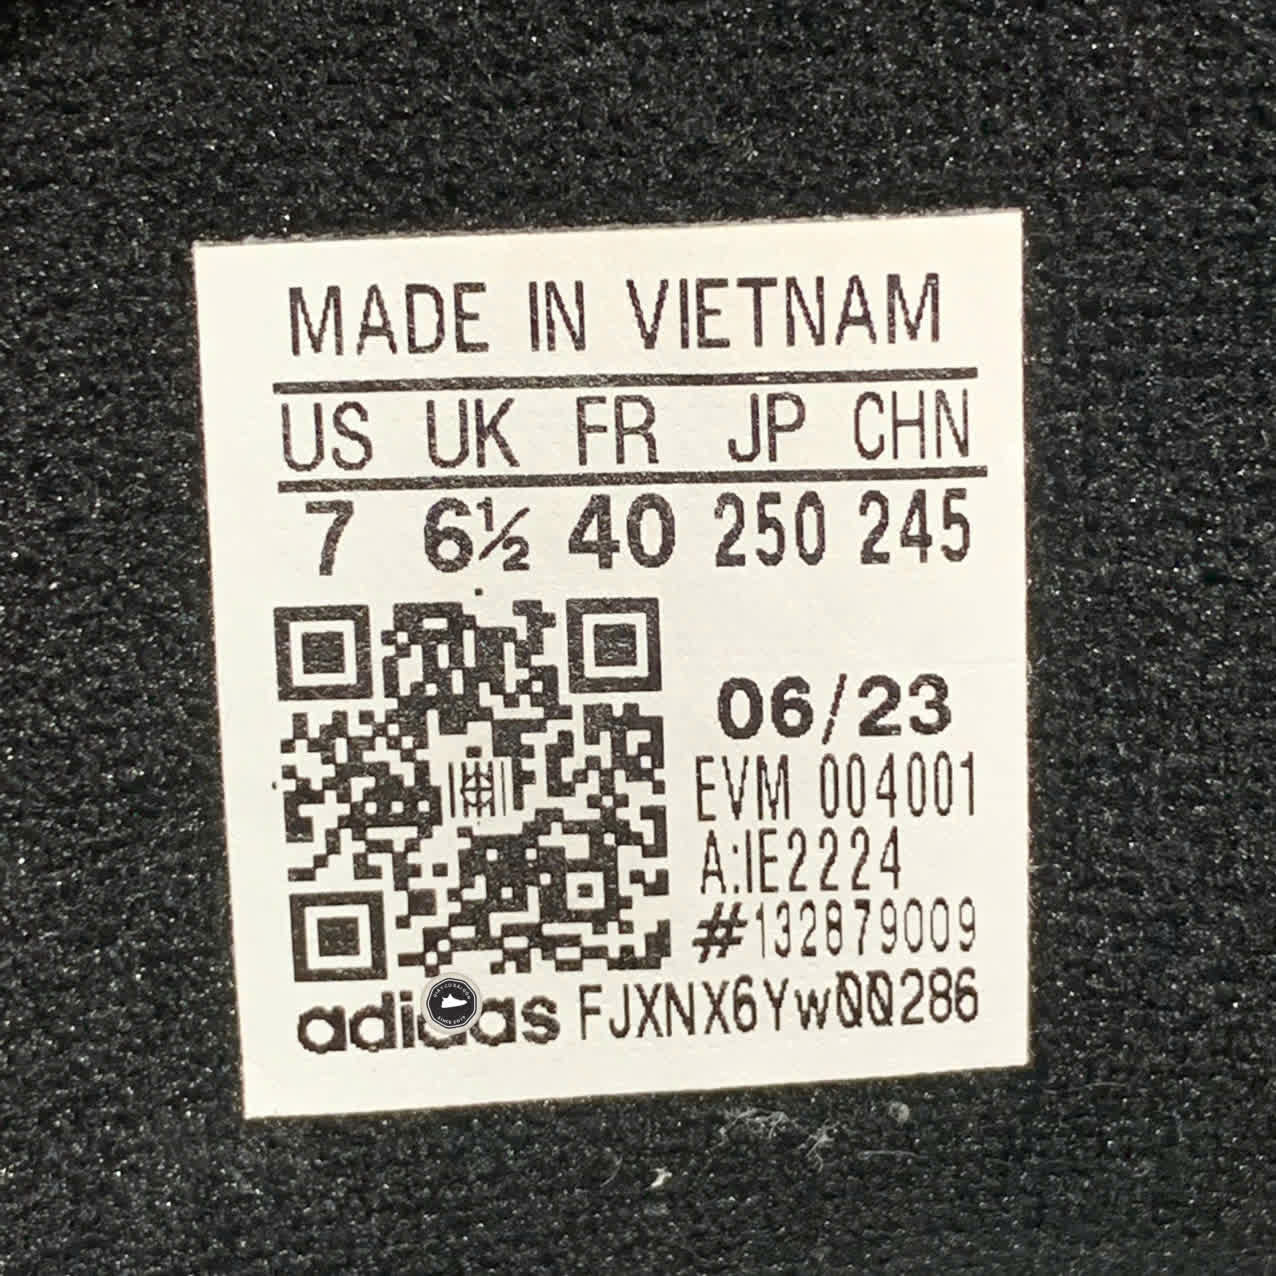 MADE IN VIETNAM
US UK FR JP CHN
7 6½ 40 250 245
06/23
EVM 004001
A:IE2224
#132879009
adidas FJXNX6Yw00286